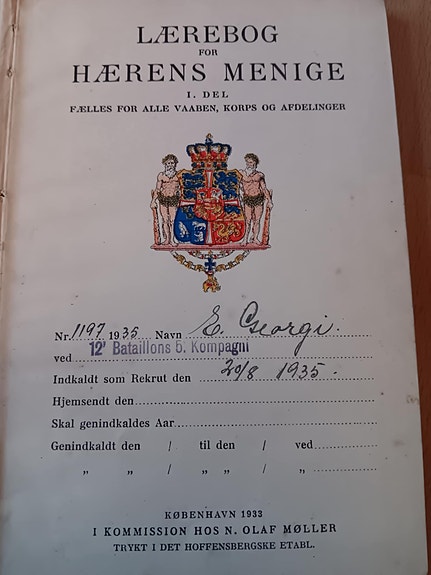 LÆREBOG
FOR
HÆRENS MENIGE
I. DEL
FÆLLES FOR ALLE VAABEN, KORPS OG AFDELINGER
Nr. 1197 1935 Navn E. Georgi.
ved 12' Bataillons 5. Kompagni
Indkaldt som Rekrut den 20/8 1935.
Hjemsendt den
Skal genindkaldes Aar
Genindkaldt den / til den / ved
„ „ / „ „ / „
KØBENHAVN 1933
I KOMMISSION HOS N. OLAF MØLLER
TRYKT I DET HOFFENSBERGSKE ETABL.